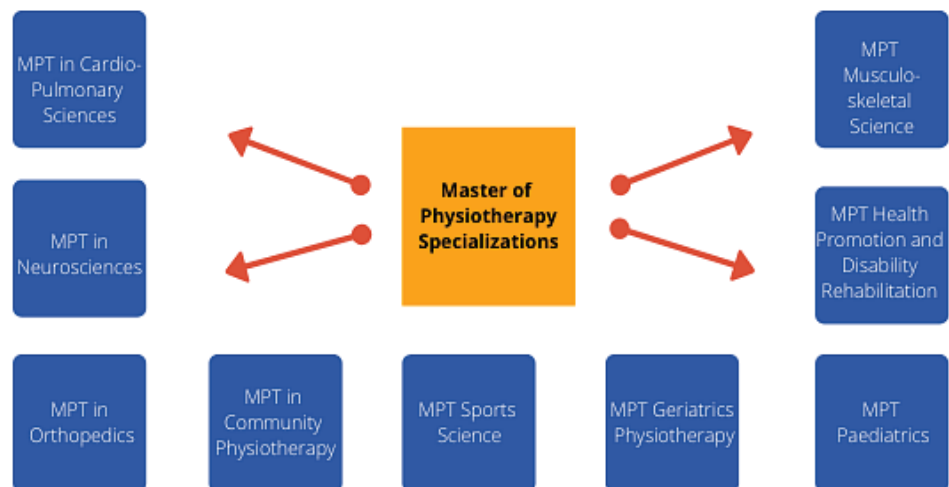 MPT in Cardio-
Pulmonary
Sciences
MPT
Musculo-
skeletal
Science
Master of
Physiotherapy
Specializations
MPT in
Neurosciences
MPT Health
Promotion and
Disability
Rehabilitation
MPT in
Orthopedics
MPT in
Community
Physiotherapy
MPT Sports
Science
MPT Geriatrics
Physiotherapy
MPT
Paediatrics